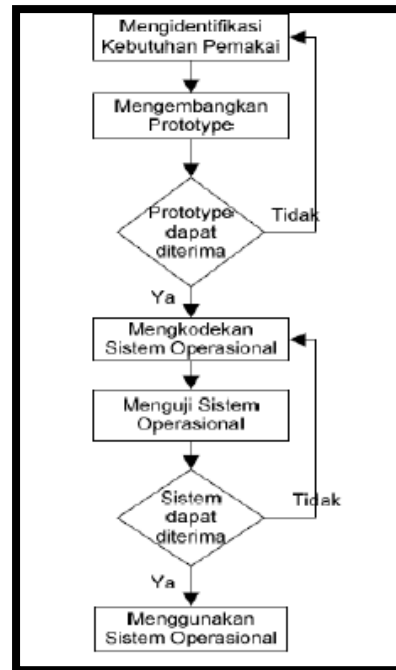 Mengidentifikasi
Kebutuhan Pemakai
Mengembangkan
Prototype
Prototype
dapat
diterima
Tidak
Ya
Mengkodekan
Sistem Operasional
Menguji Sistem
Operasional
Sistem
dapat
diterima
Tidak
Ya
Menggunakan
Sistem Operasional